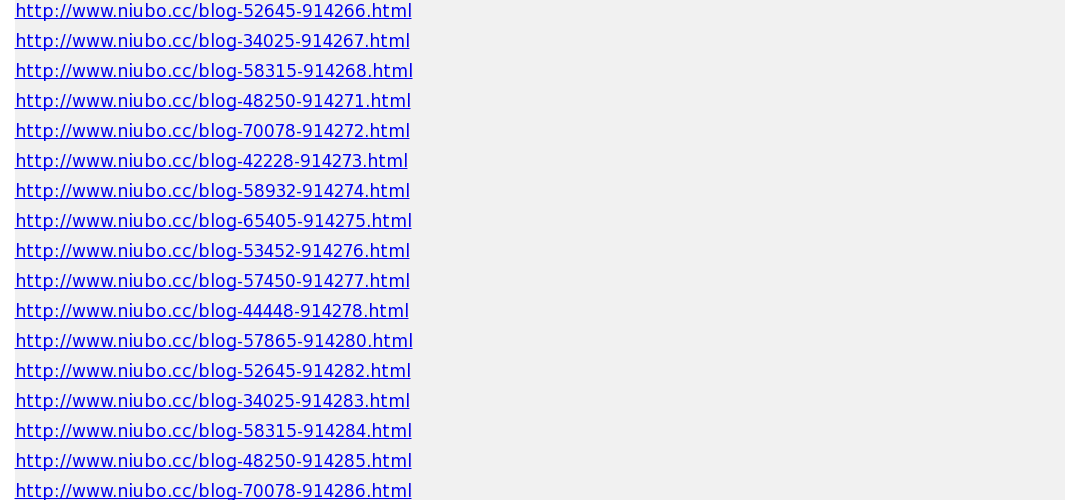 http://www.niubo.cc/blog-52645-914266.html
http://www.niubo.cc/blog-34025-914267.html
http://www.niubo.cc/blog-58315-914268.html
http://www.niubo.cc/blog-48250-914271.html
http://www.niubo.cc/blog-70078-914272.html
http://www.niubo.cc/blog-42228-914273.html
http://www.niubo.cc/blog-58932-914274.html
http://www.niubo.cc/blog-65405-914275.html
http://www.niubo.cc/blog-53452-914276.html
http://www.niubo.cc/blog-57450-914277.html
http://www.niubo.cc/blog-44448-914278.html
http://www.niubo.cc/blog-57865-914280.html
http://www.niubo.cc/blog-52645-914282.html
http://www.niubo.cc/blog-34025-914283.html
http://www.niubo.cc/blog-58315-914284.html
http://www.niubo.cc/blog-48250-914285.html
http://www.niubo.cc/blog-70078-914286.html